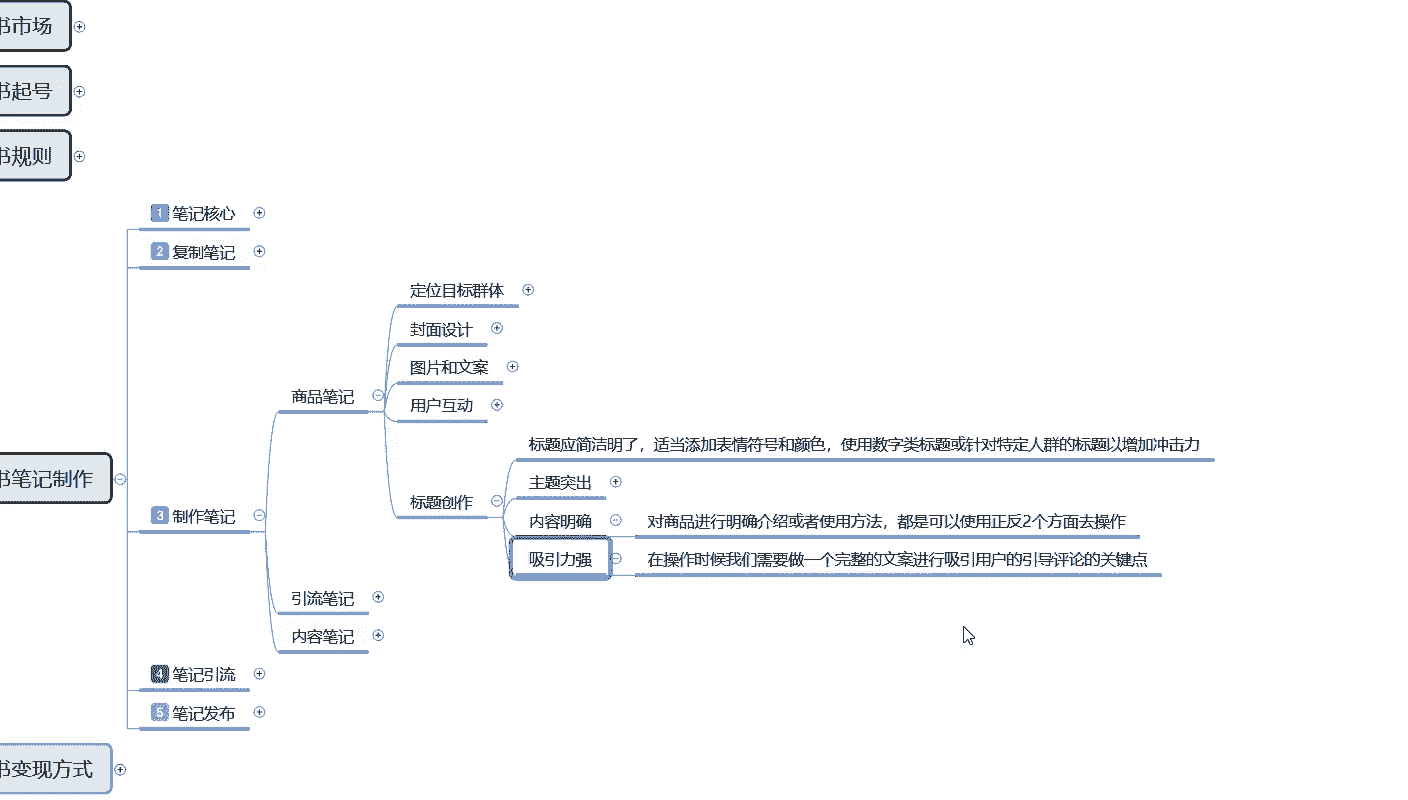 书市场
书起号
书规则
1 笔记核心
2 复制笔记
定位目标群体
封面设计
图片和文案
商品笔记
用户互动
标题应简洁明了，适当添加表情符号和颜色，使用数字类标题或针对特定人群的标题以增加冲击力
主题突出
书笔记制作
标题创作
3 制作笔记
内容明确
对商品进行明确介绍或者使用方法，都是可以使用正反2个方面去操作
吸引力强
在操作时候我们需要做一个完整的文案进行吸引用户的引导评论的关键点
引流笔记
内容笔记
4 笔记引流
5 笔记发布
书变现方式